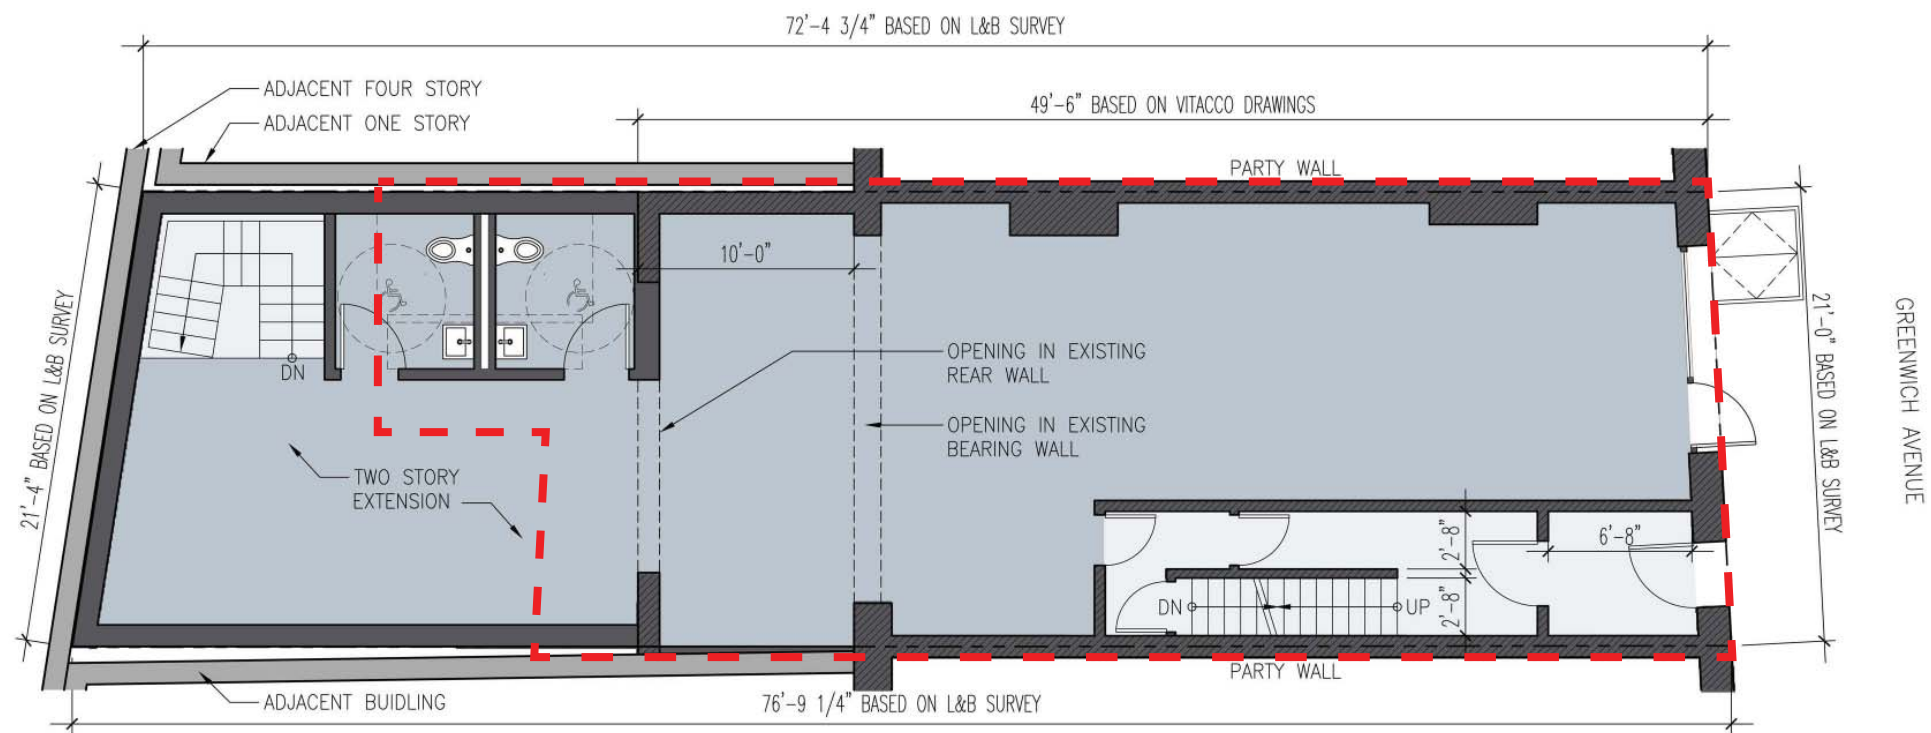 72'-4 3/4" BASED ON L&B SURVEY
ADJACENT FOUR STORY
49'-6" BASED ON VITACCO DRAWINGS
ADJACENT ONE STORY
PARTY WALL
10'-0"
21'-4" BASED ON L&B SURVEY
21'-0" BASED ON L&B SURVEY
GREENWICH AVENUE
DN
OPENING IN EXISTING
REAR WALL
OPENING IN EXISTING
BEARING WALL
TWO STORY
EXTENSION
2'-8"
6'-8"
DN
UP
2'-8"
PARTY WALL
ADJACENT BUIDLING
76'-9 1/4" BASED ON L&B SURVEY